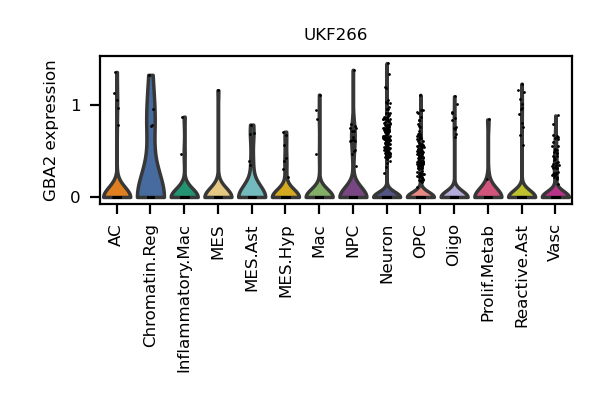 UKF266
GBA2 expression
1
0
AC
Chromatin.Reg
Inflammatory.Mac
MES
MES.Ast
MES.Hyp
Mac
NPC
Neuron
OPC
Oligo
Prolif.Metab
Reactive.Ast
Vasc